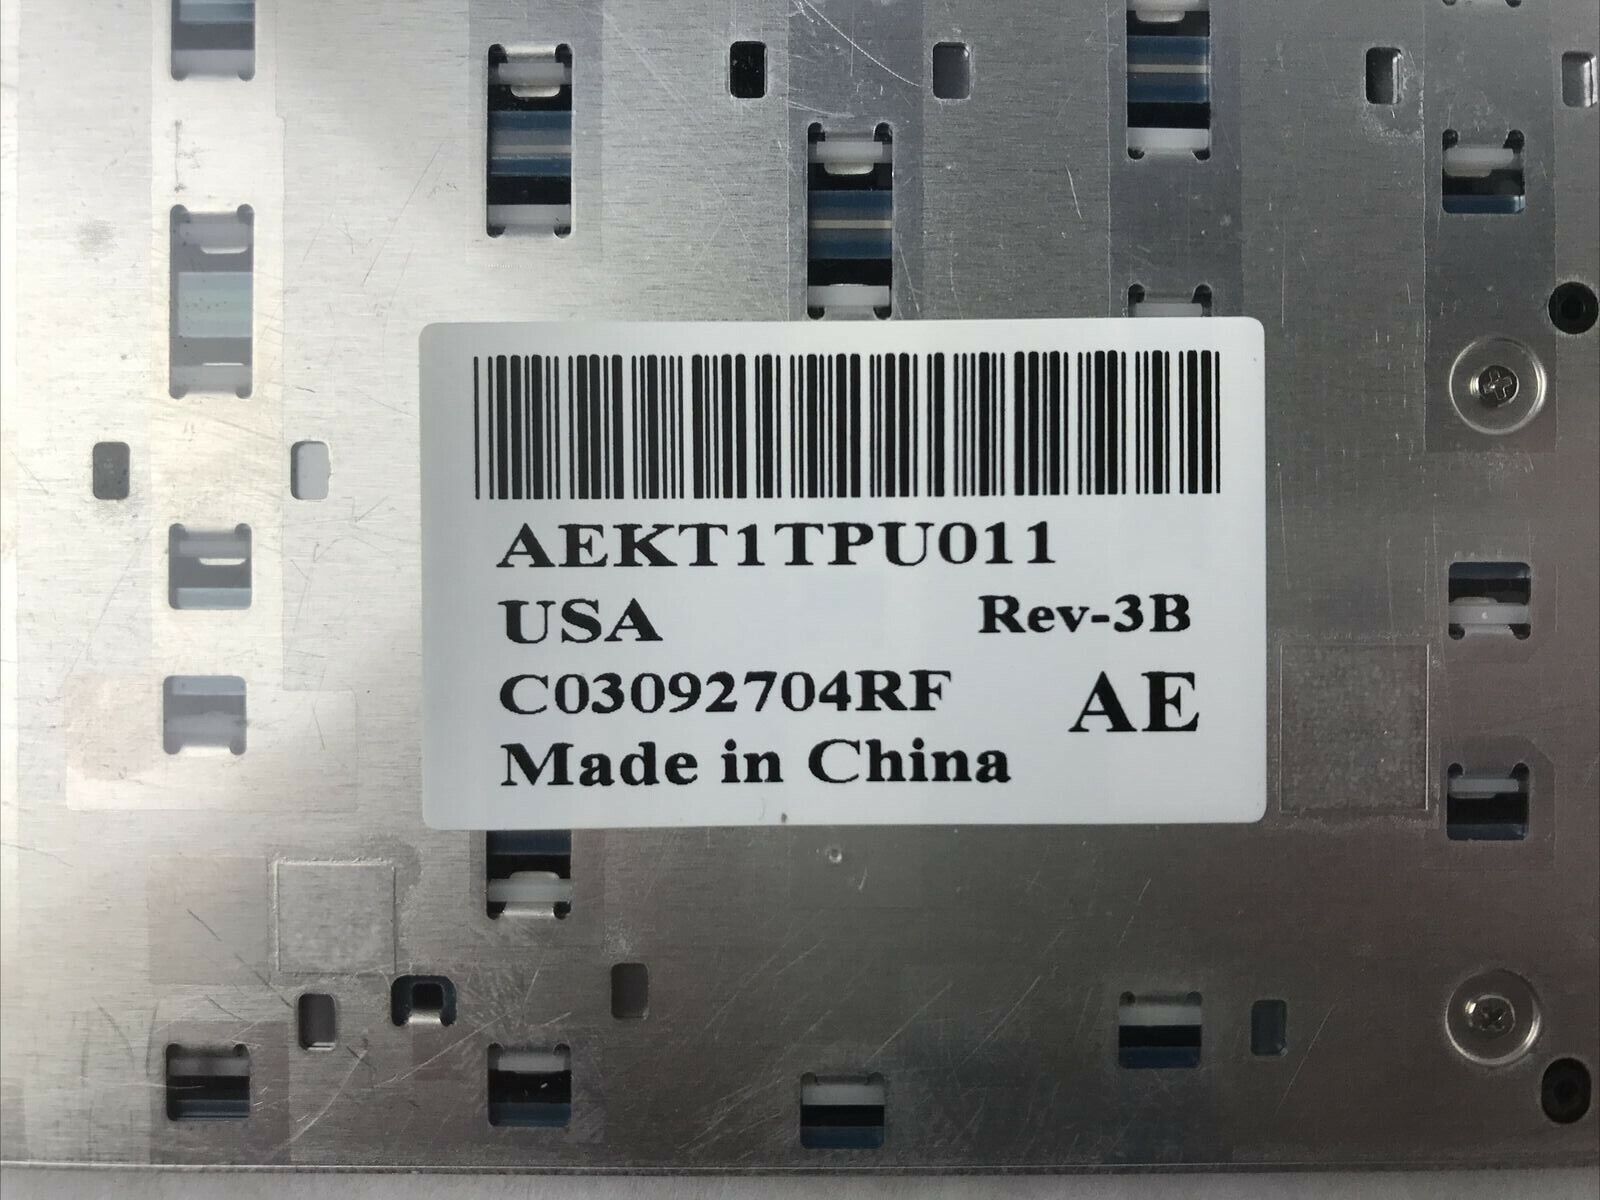 AEKT1TPU011
USA Rev-3B
C03092704RF AE
Made in China